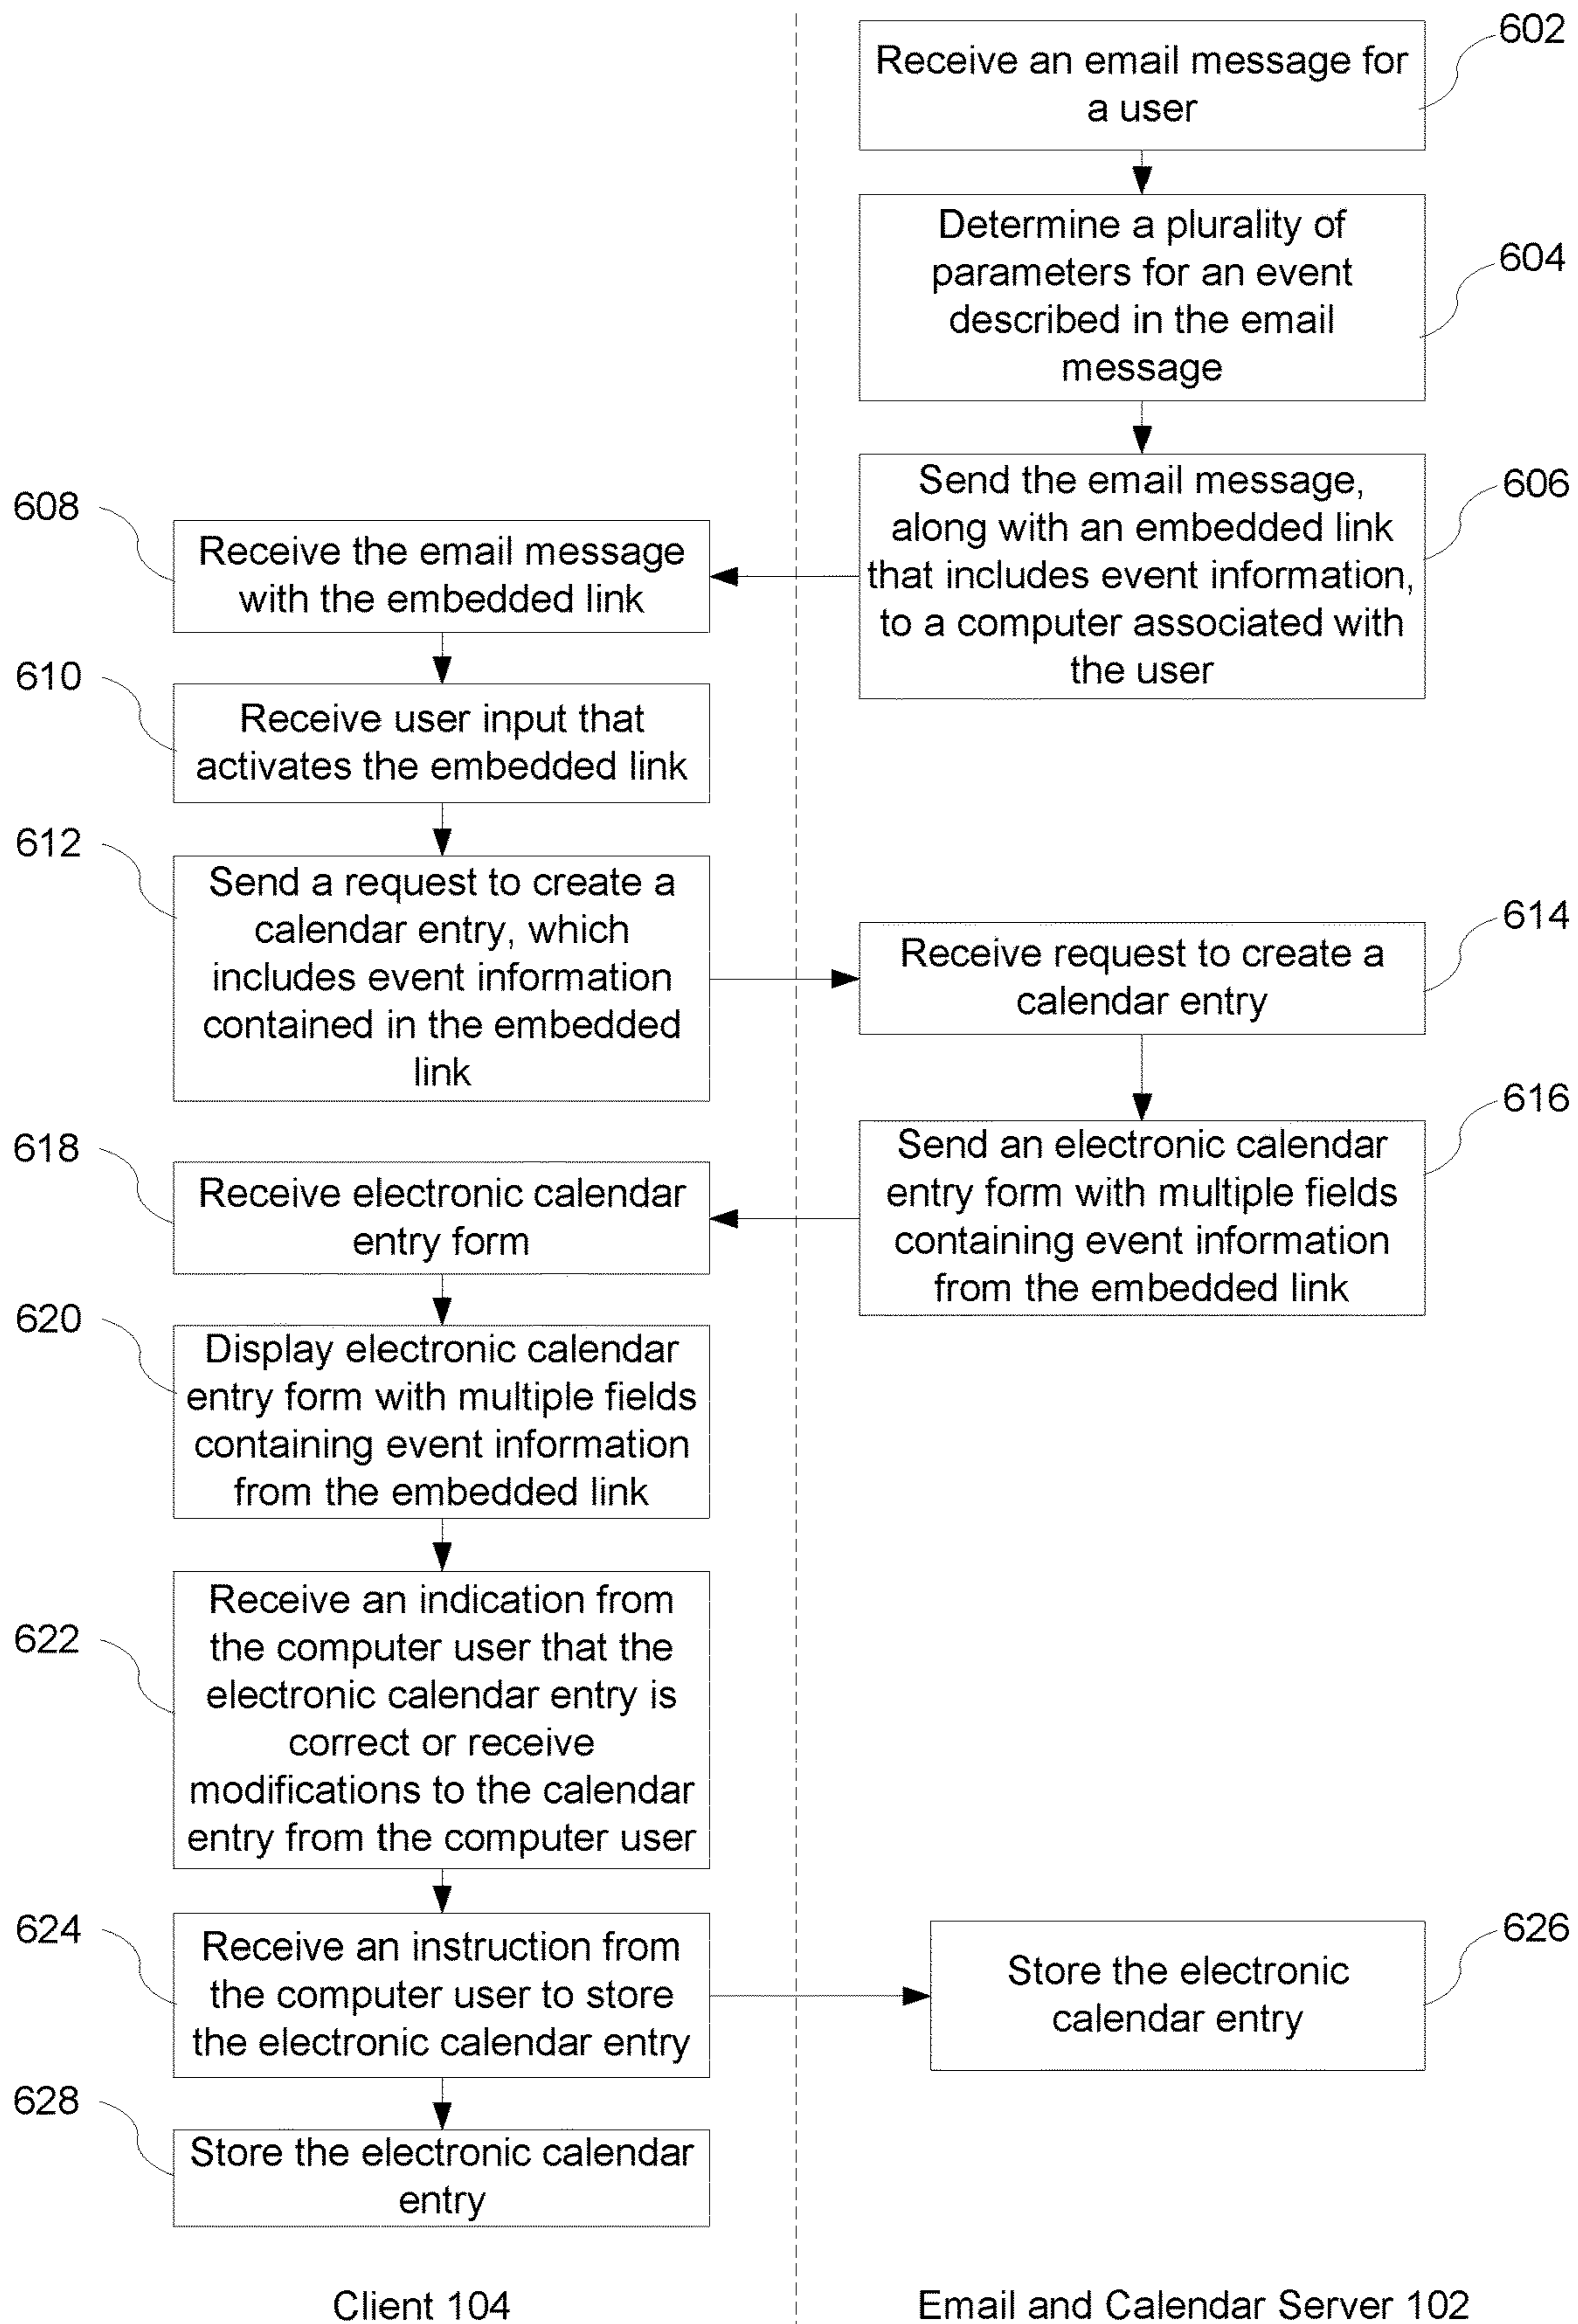 602
Receive an email message for
a user
604
Determine a plurality of
parameters for an event
described in the email
message
606
Send the email message,
along with an embedded link
that includes event information,
to a computer associated with
the user
608
Receive the email message
with the embedded link
610
Receive user input that
activates the embedded link
612
Send a request to create a
calendar entry, which
includes event information
contained in the embedded
link
614
Receive request to create a
calendar entry
616
Send an electronic calendar
entry form with multiple fields
containing event information
from the embedded link
618
Receive electronic calendar
entry form
620
Display electronic calendar
entry form with multiple fields
containing event information
from the embedded link
622
Receive an indication from
the computer user that the
electronic calendar entry is
correct or receive
modifications to the calendar
entry from the computer user
624
Receive an instruction from
the computer user to store
the electronic calendar entry
626
Store the electronic
calendar entry
628
Store the electronic calendar
entry
Client 104
Email and Calendar Server 102